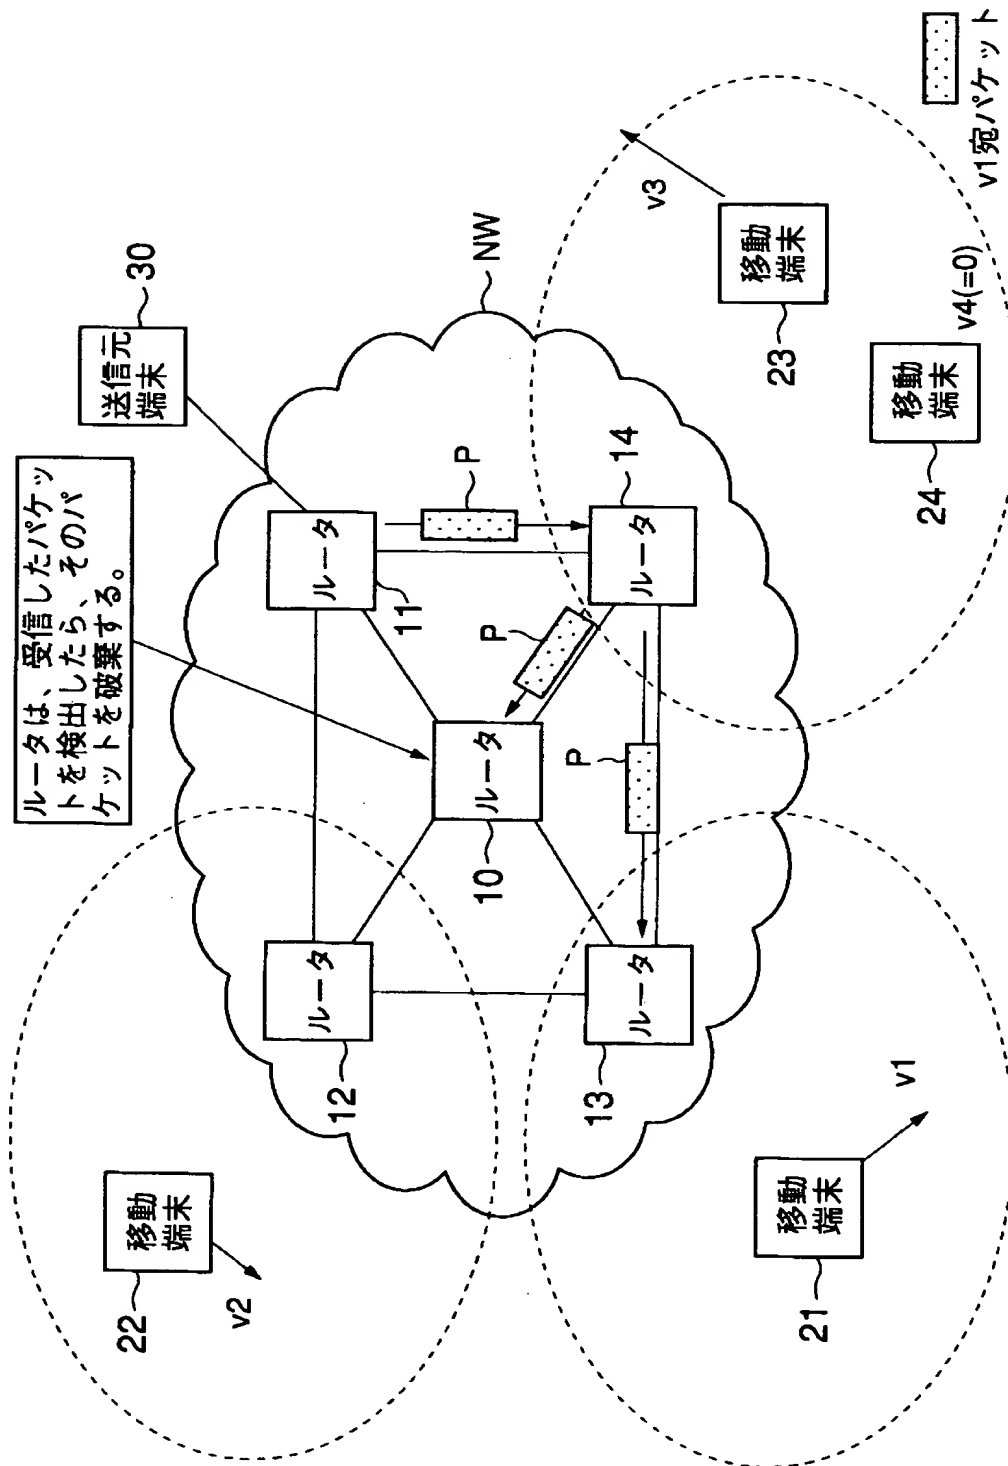 ルータは、受信したパケッ
トを検出したら、そのパ
ケットを破棄する。
送信元
端末
30
移動
端末
22
v2
NW
ルータ
12
ルータ
11
P
ルータ
10
P
P
ルータ
13
ルータ
14
v3
移動
端末
23
移動
端末
21
v1
移動
端末
24
v4(=0)
v1宛パケット